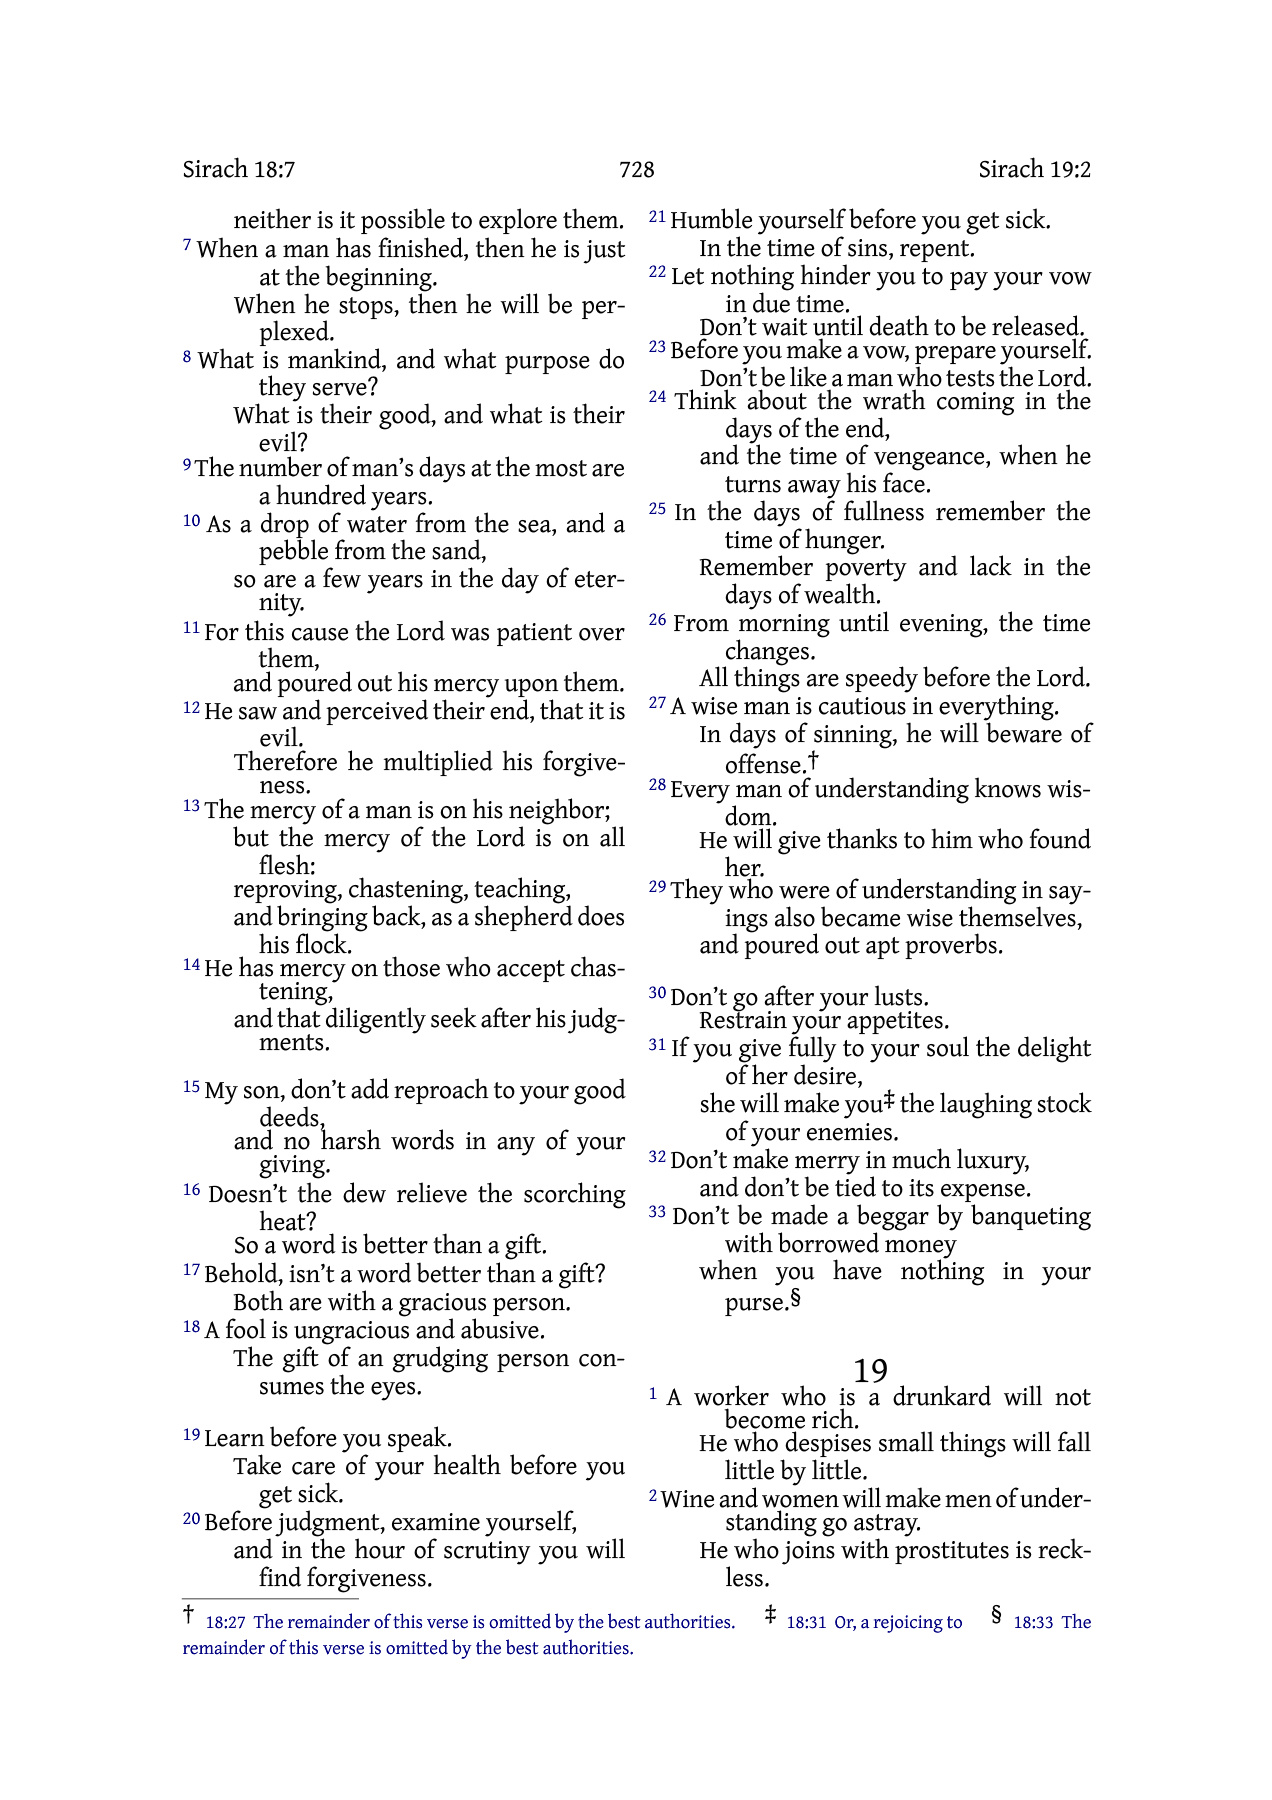 Sirach 18:7 728 Sirach 19:2
neither is it possible to explore them.
7 When a man has finished, then he is just
at the beginning.
When he stops, then he will be per-
plexed.
8 What is mankind, and what purpose do
they serve?
What is their good, and what is their
evil?
9 The number of man’s days at the most are
a hundred years.
10 As a drop of water from the sea, and a
pebble from the sand,
so are a few years in the day of eter-
nity.
11 For this cause the Lord was patient over
them,
and poured out his mercy upon them.
12 He saw and perceived their end, that it is
evil.
Therefore he multiplied his forgive-
ness.
13 The mercy of a man is on his neighbor;
but the mercy of the Lord is on all
flesh:
reproving, chastening, teaching,
and bringing back, as a shepherd does
his flock.
14 He has mercy on those who accept chas-
tening,
and that diligently seek after his judg-
ments.
15 My son, don’t add reproach to your good
deeds,
and no harsh words in any of your
giving.
16 Doesn’t the dew relieve the scorching
heat?
So a word is better than a gift.
17 Behold, isn’t a word better than a gift?
Both are with a gracious person.
18 A fool is ungracious and abusive.
The gift of an grudging person con-
sumes the eyes.
19 Learn before you speak.
Take care of your health before you
get sick.
20 Before judgment, examine yourself,
and in the hour of scrutiny you will
find forgiveness.
21 Humble yourself before you get sick.
In the time of sins, repent.
22 Let nothing hinder you to pay your vow
in due time.
Don’t wait until death to be released.
23 Before you make a vow, prepare yourself.
Don’t be like a man who tests the Lord.
24 Think about the wrath coming in the
days of the end,
and the time of vengeance, when he
turns away his face.
25 In the days of fullness remember the
time of hunger.
Remember poverty and lack in the
days of wealth.
26 From morning until evening, the time
changes.
All things are speedy before the Lord.
27 A wise man is cautious in everything.
In days of sinning, he will beware of
offense.†
28 Every man of understanding knows wis-
dom.
He will give thanks to him who found
her.
29 They who were of understanding in say-
ings also became wise themselves,
and poured out apt proverbs.
30 Don’t go after your lusts.
Restrain your appetites.
31 If you give fully to your soul the delight
of her desire,
she will make you‡ the laughing stock
of your enemies.
32 Don’t make merry in much luxury,
and don’t be tied to its expense.
33 Don’t be made a beggar by banqueting
with borrowed money
when you have nothing in your
purse.§
19
1 A worker who is a drunkard will not
become rich.
He who despises small things will fall
little by little.
2 Wine and women will make men of under-
standing go astray.
He who joins with prostitutes is reck-
less.
† 18:27 The remainder of this verse is omitted by the best authorities. ‡ 18:31 Or, a rejoicing to § 18:33 The
remainder of this verse is omitted by the best authorities.